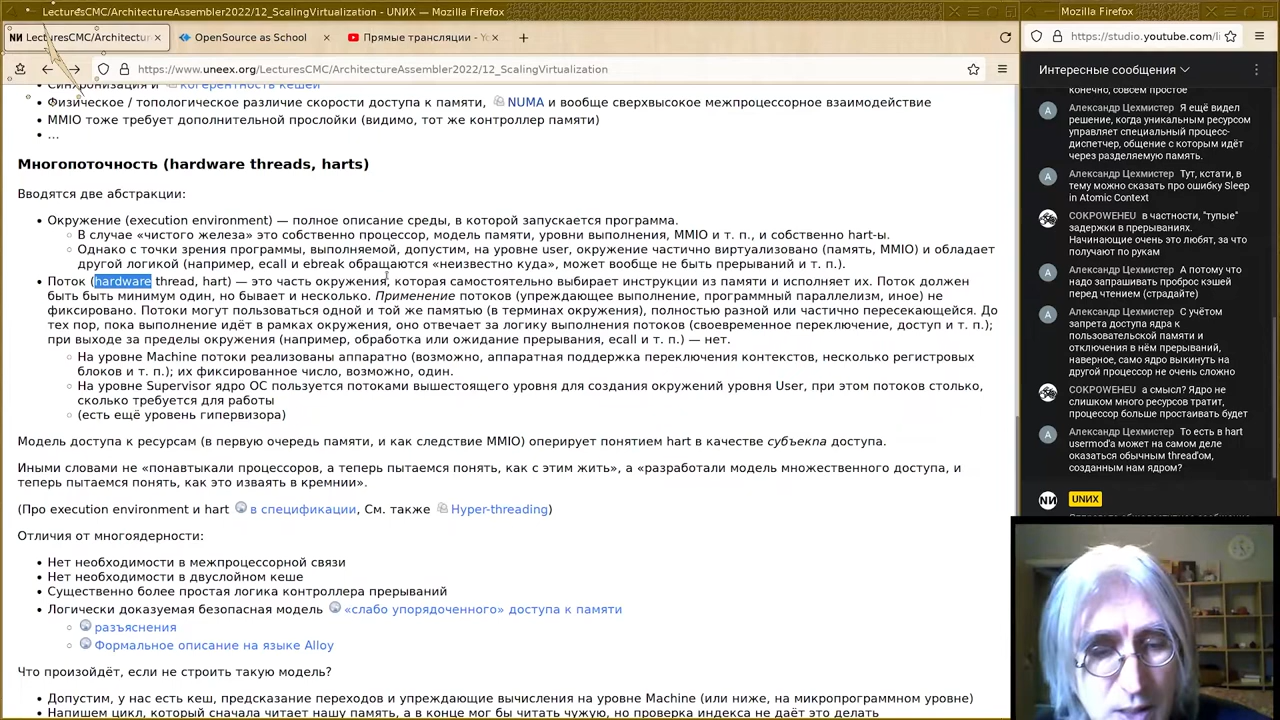 LecturesCMC/ArchitectureAssembler2022/12_ScalingVirtualization - UNИX — Mozilla Firefox
NИ LecturesCMC/Architectur
OpenSource as School
Прямые трансляции - Yo
https://www.uneex.org/LecturesCMC/ArchitectureAssembler2022/12_ScalingVirtualization
Синхронизация и когерентность кешей
Физическое / топологическое различие скорости доступа к памяти, NUMA и вообще сверхвысокое межпроцессорное взаимодействие
MMIO тоже требует дополнительной прослойки (видимо, тот же контроллер памяти)
...
Многопоточность (hardware threads, harts)
Вводятся две абстракции:
Окружение (execution environment) — полное описание среды, в которой запускается программа.
В случае «чистого железа» это собственно процессор, модель памяти, уровни выполнения, MMIO и т. п., и собственно hart-ы.
Однако с точки зрения программы, выполняемой, допустим, на уровне user, окружение частично виртуализовано (память, MMIO) и обладает
другой логикой (например, ecall и ebreak обращаются «неизвестно куда», может вообще не быть прерываний и т. п.).
Поток (hardware thread, hart) — это часть окружения, которая самостоятельно выбирает инструкции из памяти и исполняет их. Поток должен
быть быть минимум один, но бывает и несколько. Применение потоков (упреждающее выполнение, программный параллелизм, иное) не
фиксировано. Потоки могут пользоваться одной и той же памятью (в терминах окружения), полностью разной или частично пересекающейся. До
тех пор, пока выполнение идёт в рамках окружения, оно отвечает за логику выполнения потоков (своевременное переключение, доступ и т. п.);
при выходе за пределы окружения (например, обработка или ожидание прерывания, ecall и т. п.) — нет.
На уровне Machine потоки реализованы аппаратно (возможно, аппаратная поддержка переключения контекстов, несколько регистровых
блоков и т. п.); их фиксированное число, возможно, один.
На уровне Supervisor ядро ОС пользуется потоками вышестоящего уровня для создания окружений уровня User, при этом потоков столько,
сколько требуется для работы
(есть ещё уровень гипервизора)
Модель доступа к ресурсам (в первую очередь памяти, и как следствие MMIO) оперирует понятием hart в качестве субъекпа доступа.
Иными словами не «понавтыкали процессоров, а теперь пытаемся понять, как с этим жить», а «разработали модель множественного доступа, и
теперь пытаемся понять, как это изваять в кремнии».
(Про execution environment и hart в спецификации, См. также Hyper-threading)
Отличия от многоядерности:
Нет необходимости в межпроцессорной связи
Нет необходимости в двуслойном кеше
Существенно более простая логика контроллера прерываний
Логически доказуемая безопасная модель «слабо упорядоченного» доступа к памяти
разъяснения
Формальное описание на языке Alloy
Что произойдёт, если не строить такую модель?
Допустим, у нас есть кеш, предсказание переходов и упреждающие вычисления на уровне Machine (или ниже, на микропрограммном уровне)
Напишем цикл, который сначала читает нашу память, а в конце мог бы читать чужую, но проверка индекса не даёт это делать
Mozilla Firefox
https://studio.youtube.com/li
Интересные сообщения
конечно, совсем простое
А Александр Цехмистер Я ещё видел
решение, когда уникальным ресурсом
управляет специальный процесс-
диспетчер, общение с которым идёт
через разделяемую память.
А Александр Цехмистер Тут, кстати, в
тему можно сказать про ошибку Sleep
in Atomic Context
COKPOWEHEU в частности, "тупые"
задержки в прерываниях.
Начинающие очень это любят, за что
получают по рукам
А Александр Цехмистер А потому что
надо запрашивать проброс кэшей
перед чтением (страдайте)
А Александр Цехмистер С учётом
запрета доступа ядра к
пользовательской памяти и
отключения в нём прерываний,
наверное, само ядро выкинуть на
другой процессор не очень сложно
COKPOWEHEU а смысл? Ядро не
слишком много ресурсов тратит,
процессор больше простаивать будет
А Александр Цехмистер То есть в hart
usermod'а может на самом деле
оказаться обычным thread'ом,
созданным нам ядром?
NИ UNИX